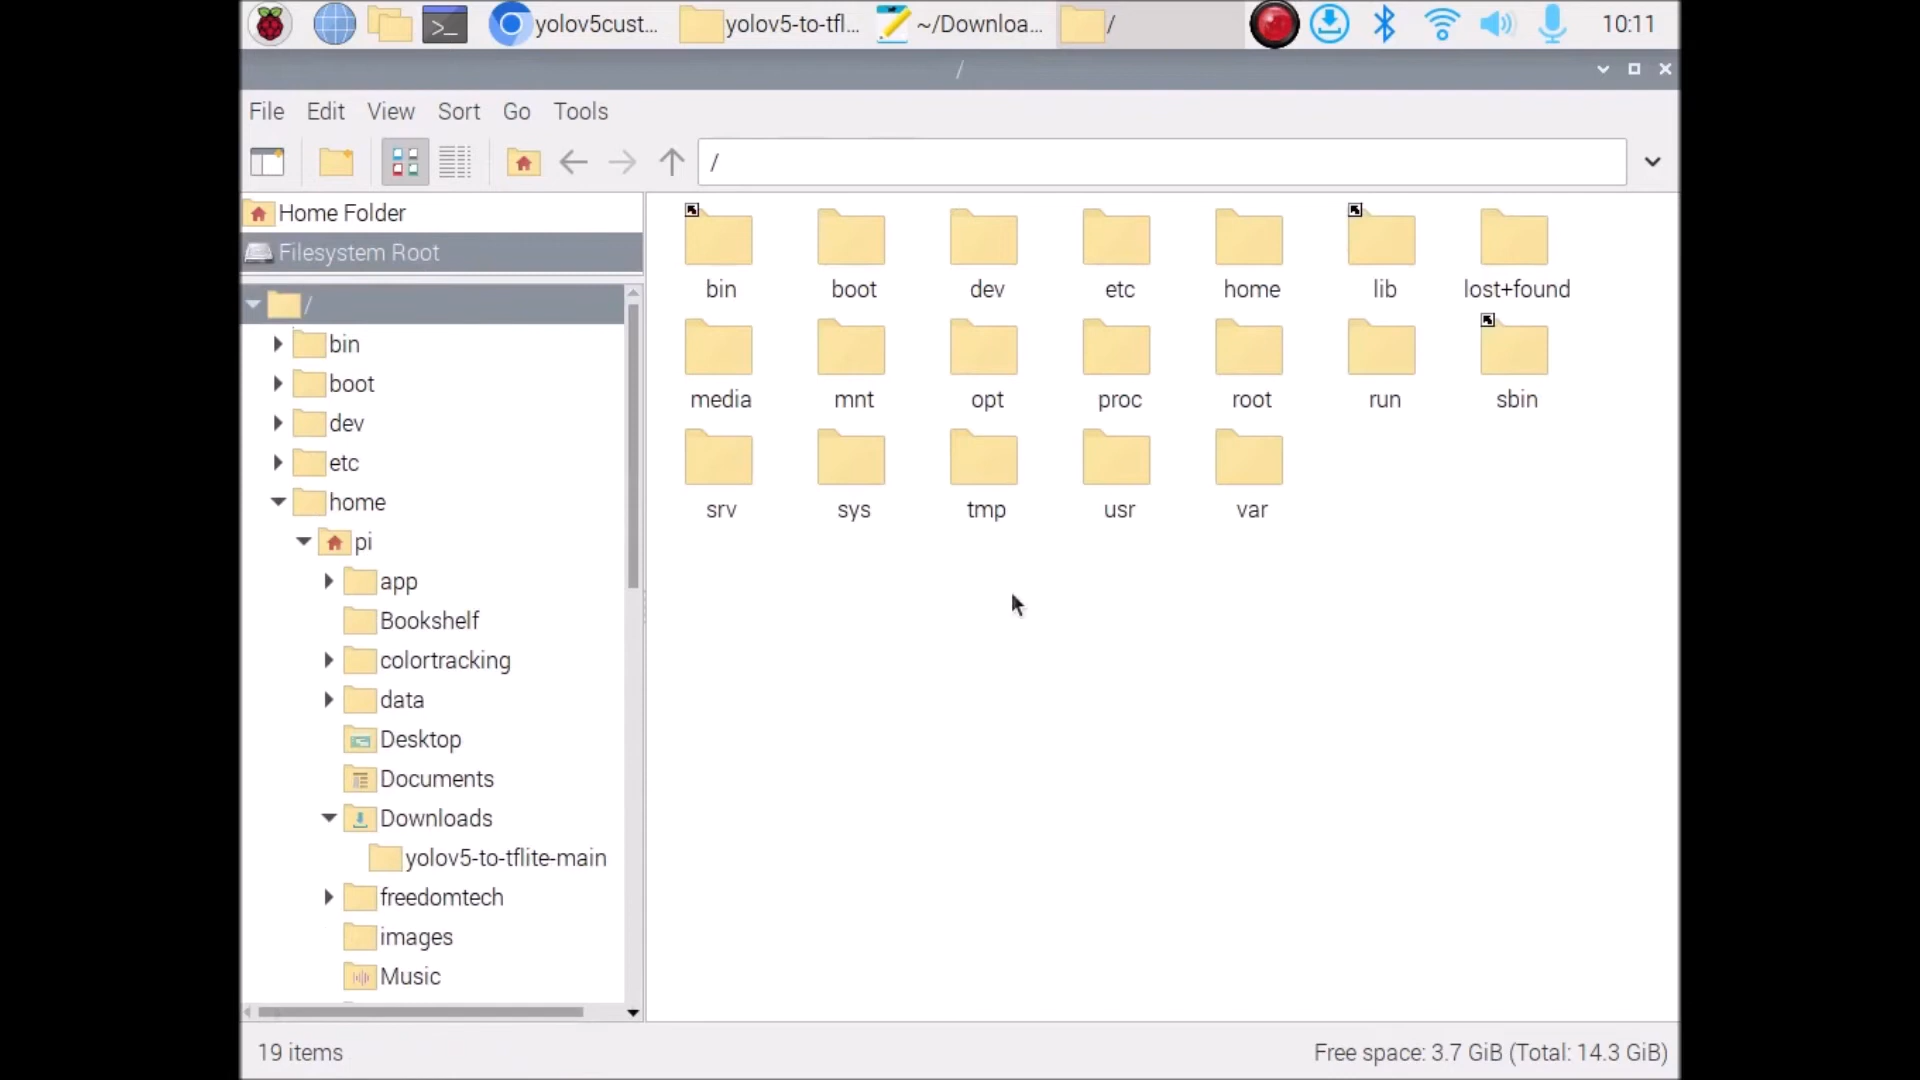 >_ yolov5cust... yolov5-to-tfl... ~/Downloa... / 10:11
/
File Edit View Sort Go Tools
/
Home Folder
Filesystem Root
/
bin
boot
dev
etc
home
pi
app
Bookshelf
colortracking
data
Desktop
Documents
Downloads
yolov5-to-tflite-main
freedomtech
images
Music
bin boot dev etc home lib lost+found
media mnt opt proc root run sbin
srv sys tmp usr var
19 items Free space: 3.7 GiB (Total: 14.3 GiB)